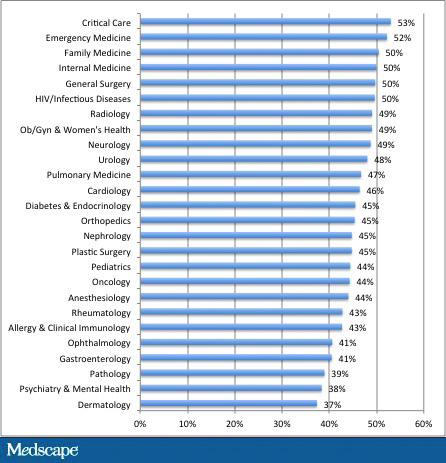 Critical Care 53%
Emergency Medicine 52%
Family Medicine 50%
Internal Medicine 50%
General Surgery 50%
HIV/Infectious Diseases 50%
Radiology 49%
Ob/Gyn & Women's Health 49%
Neurology 49%
Urology 48%
Pulmonary Medicine 47%
Cardiology 46%
Diabetes & Endocrinology 45%
Orthopedics 45%
Nephrology 45%
Plastic Surgery 45%
Pediatrics 44%
Oncology 44%
Anesthesiology 44%
Rheumatology 43%
Allergy & Clinical Immunology 43%
Ophthalmology 41%
Gastroenterology 41%
Pathology 39%
Psychiatry & Mental Health 38%
Dermatology 37%
0% 10% 20% 30% 40% 50% 60%
Medscape